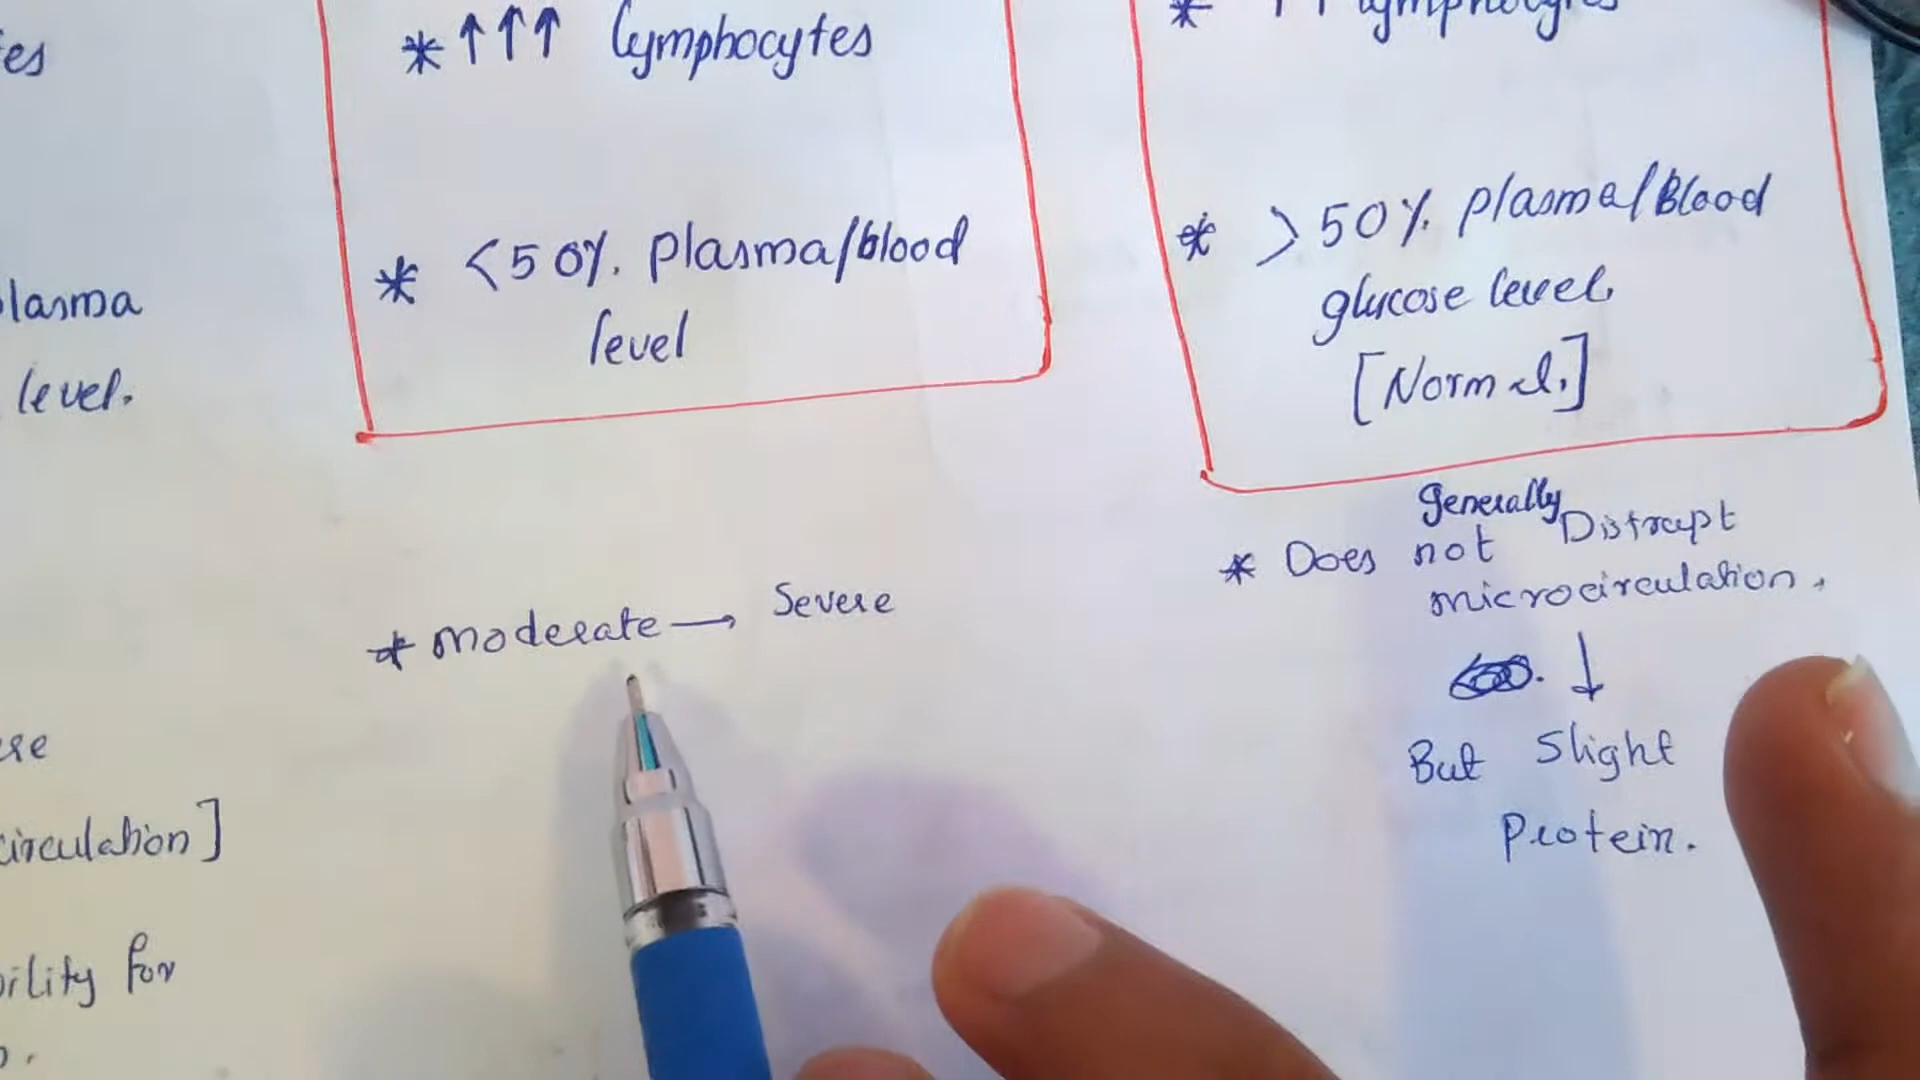 es
lasma
level.
se
circulation]
ility for
* ↑↑↑ lymphocytes
* <50%. plasma/blood
level
* moderate → Severe
* ↑↑ lymphocytes
* >50%. plasma/Blood
glucose level.
[Normal.]
generally
* Does not Distrupt
microcirculation.
↓
But Slight
Protein.